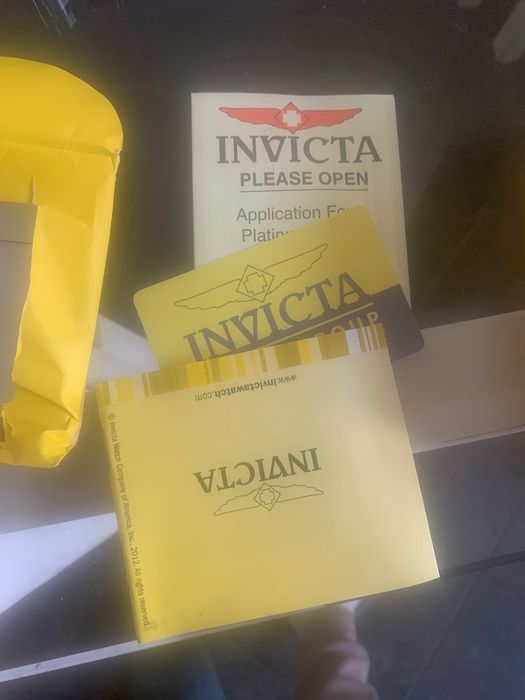 INVICTA
PLEASE OPEN
Application
INVICTA
www.invictawatch.com
INVICTA
© Invicta Watch Company of America, Inc., 2012. All rights reserved.